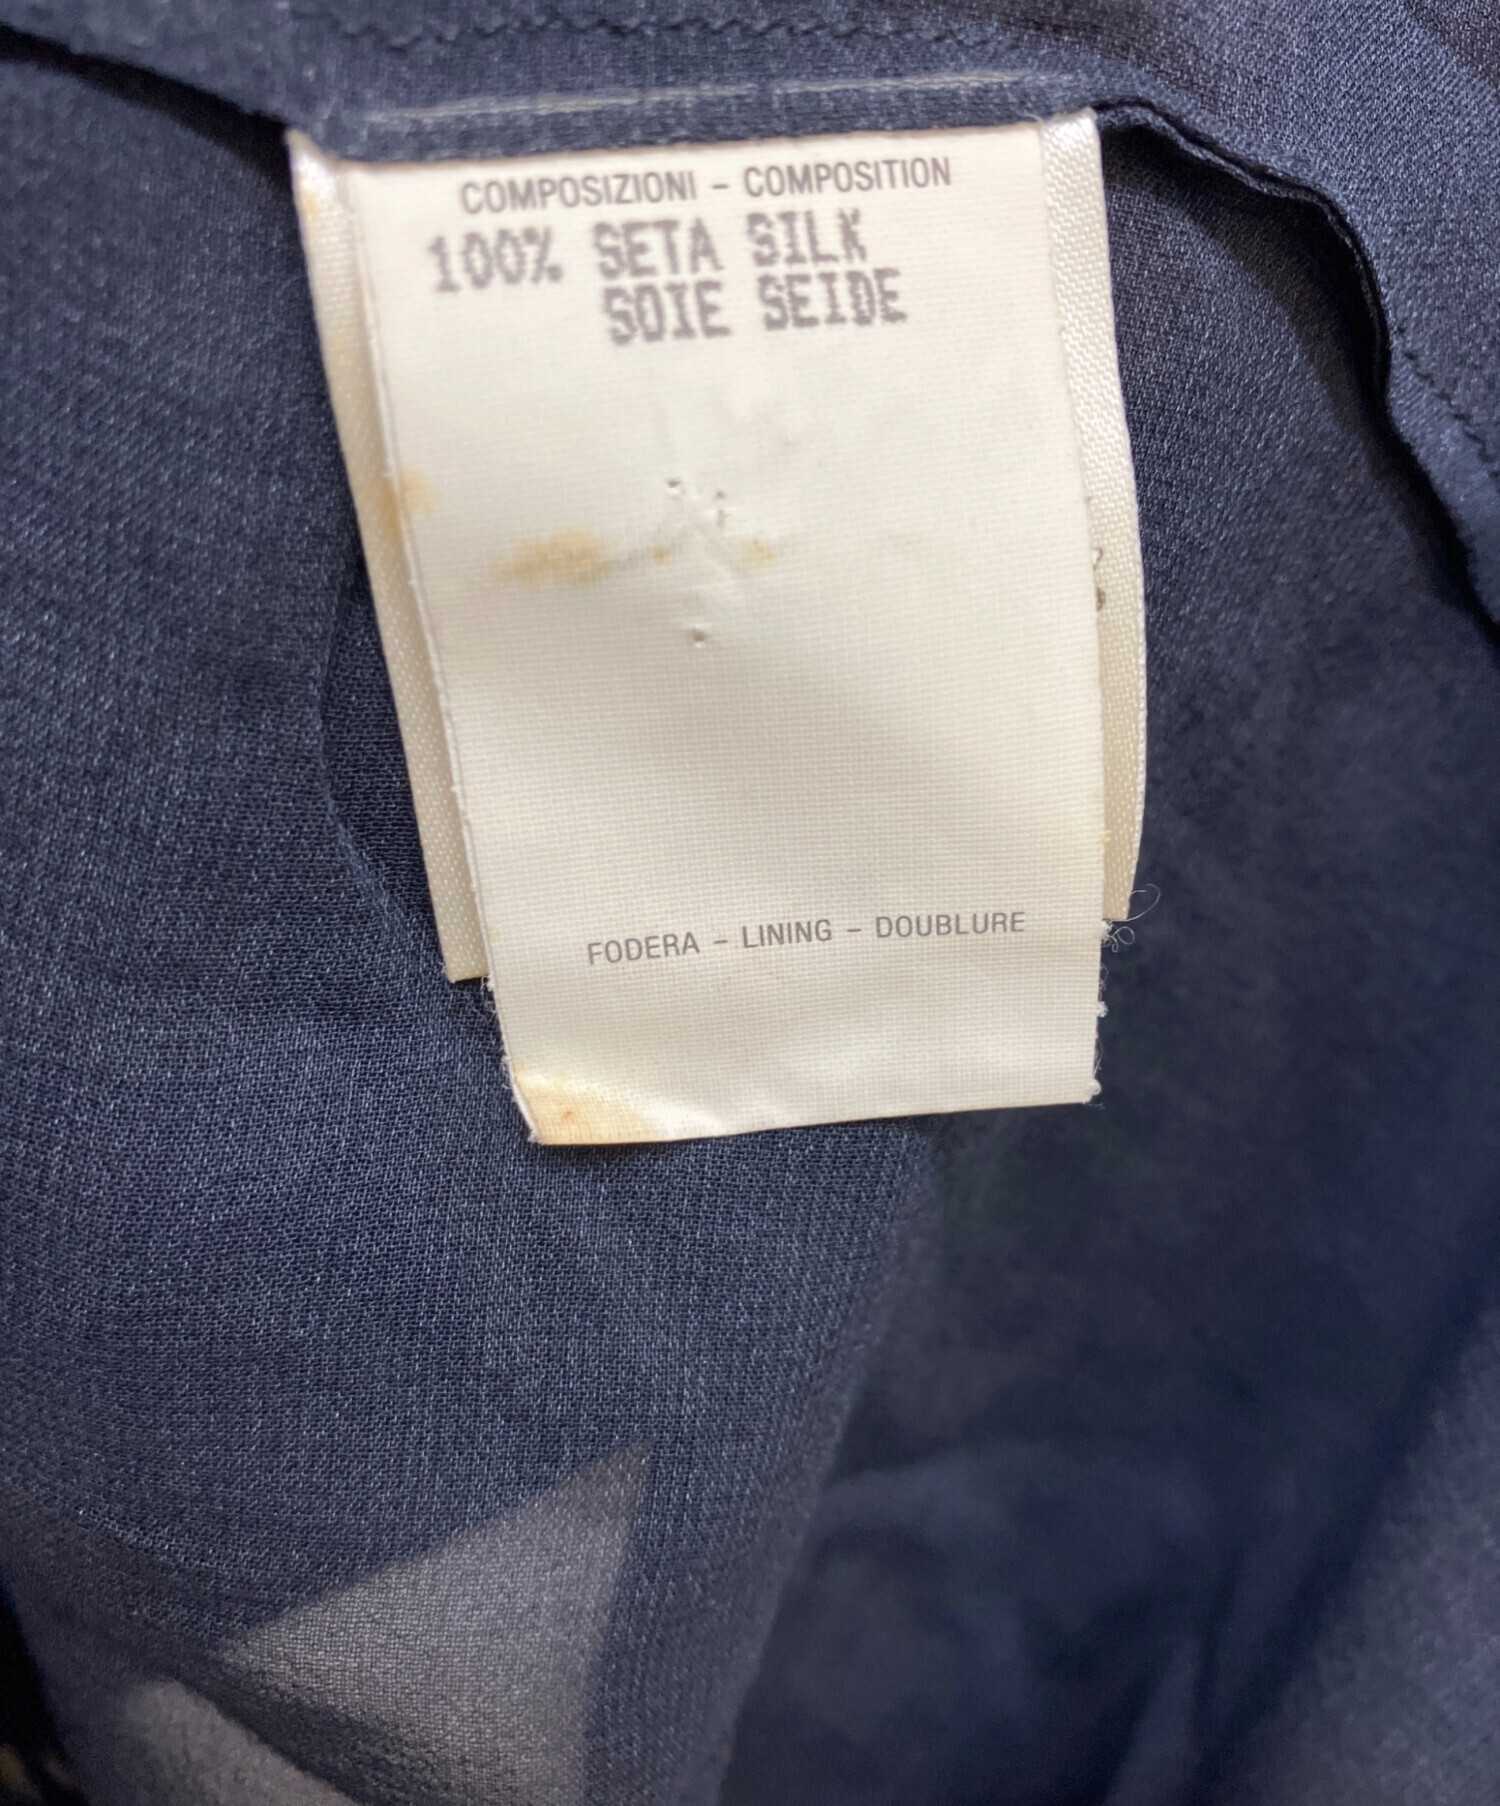 COMPOSIZIONI - COMPOSITION
100% SETA SILK
SOIE SEIDE
FODERA - LINING - DOUBLURE